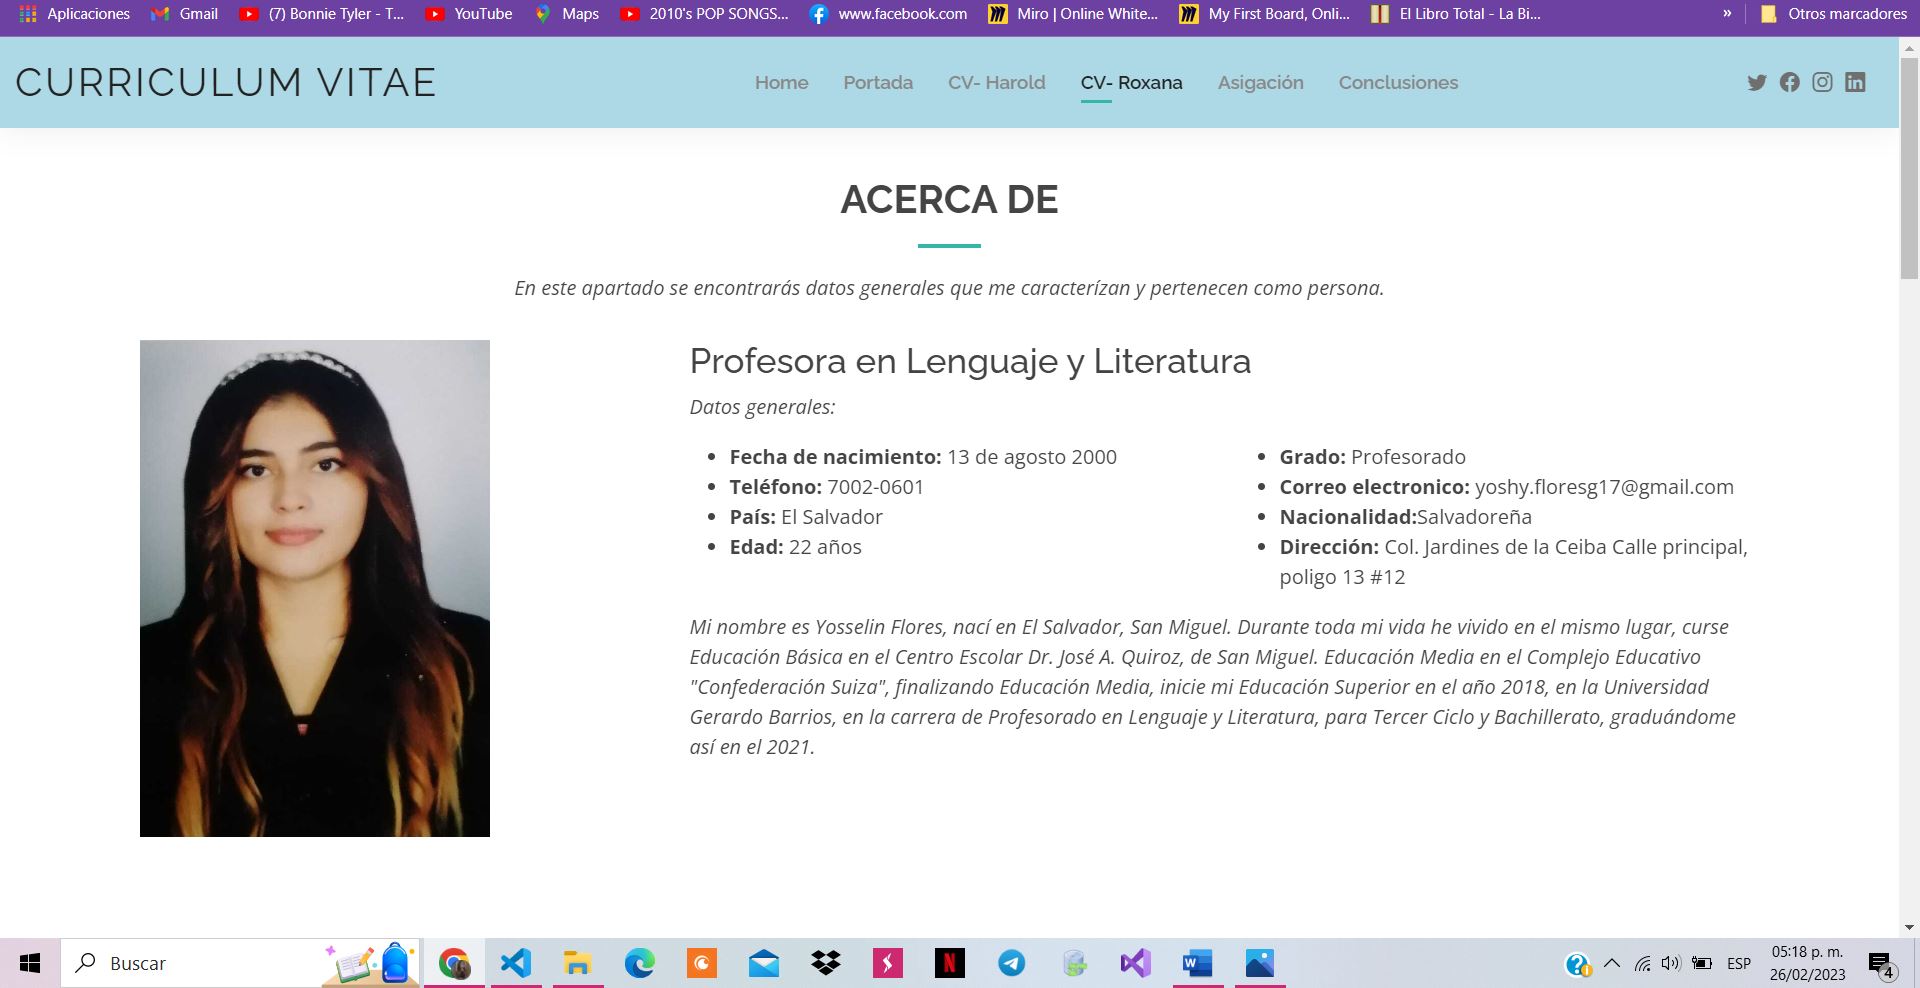 Aplicaciones Gmail (7) Bonnie Tyler - T... YouTube Maps 2010's POP SONGS... www.facebook.com Miro | Online White... My First Board, Onli... El Libro Total - La Bi... » Otros marcadores
CURRICULUM VITAE Home Portada CV- Harold CV- Roxana Asigación Conclusiones
ACERCA DE
En este apartado se encontrarás datos generales que me caracterízan y pertenecen como persona.
Profesora en Lenguaje y Literatura
Datos generales:
Fecha de nacimiento: 13 de agosto 2000
Teléfono: 7002-0601
País: El Salvador
Edad: 22 años
Grado: Profesorado
Correo electronico: yoshy.floresg17@gmail.com
Nacionalidad:Salvadoreña
Dirección: Col. Jardines de la Ceiba Calle principal,
poligo 13 #12
Mi nombre es Yosselin Flores, nací en El Salvador, San Miguel. Durante toda mi vida he vivido en el mismo lugar, curse
Educación Básica en el Centro Escolar Dr. José A. Quiroz, de San Miguel. Educación Media en el Complejo Educativo
"Confederación Suiza", finalizando Educación Media, inicie mi Educación Superior en el año 2018, en la Universidad
Gerardo Barrios, en la carrera de Profesorado en Lenguaje y Literatura, para Tercer Ciclo y Bachillerato, graduándome
así en el 2021.
Buscar
ESP
05:18 p. m.
26/02/2023
4